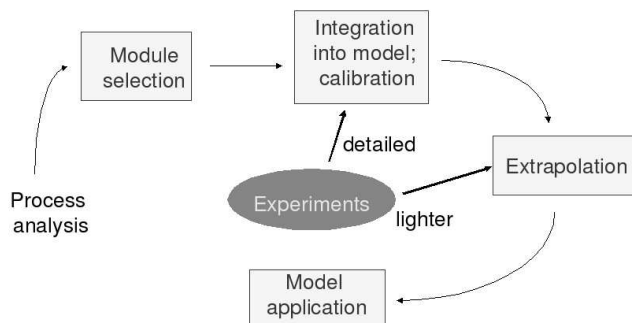 Module
selection
Integration
into model;
calibration
detailed
Extrapolation
Process
analysis
Experiments
lighter
Model
application